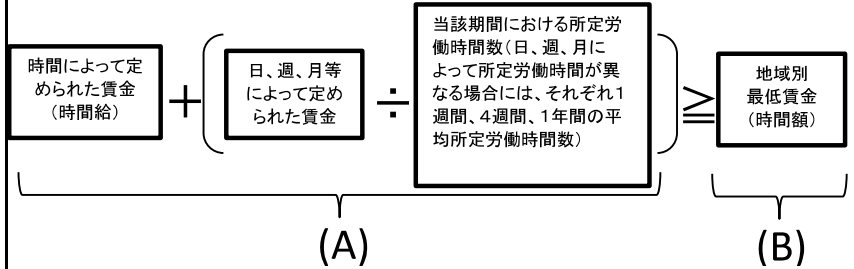 時間によって定
められた賃金
(時間給)
+
日、週、月等
によって定め
られた賃金
÷
当該期間における所定労
働時間数(日、週、月に
よって所定労働時間が異
なる場合には、それぞれ1
週間、4週間、1年間の平
均所定労働時間数)
≧
地域別
最低賃金
(時間額)
(A)
(B)